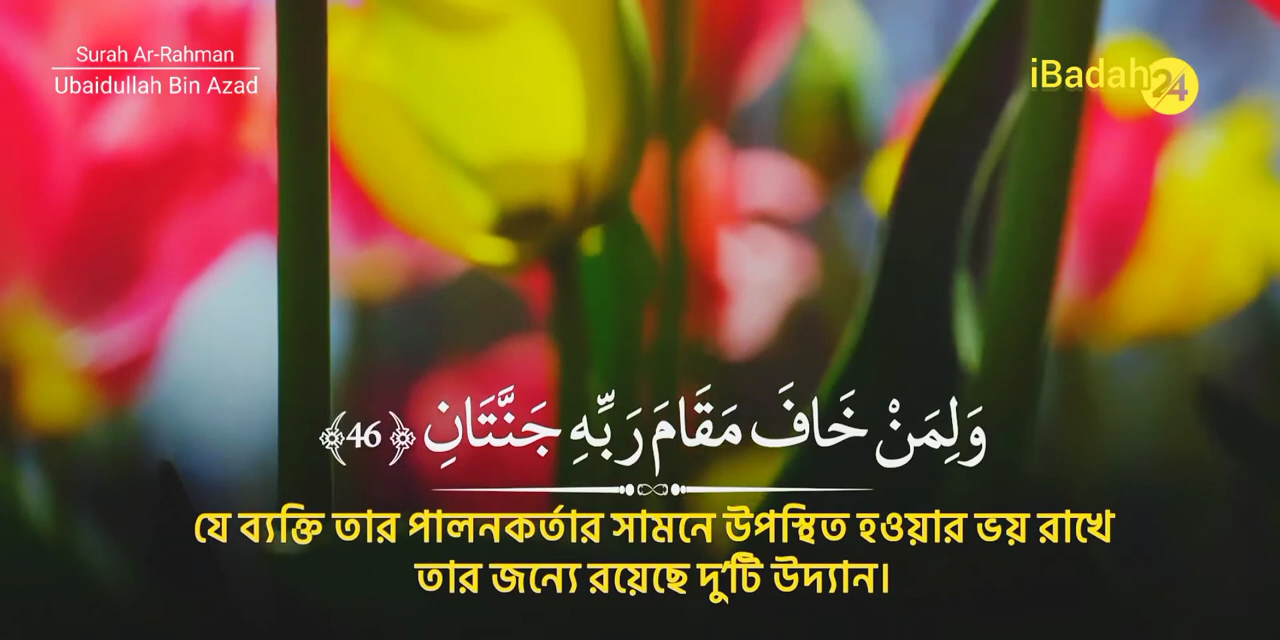 Surah Ar-Rahman
Ubaidullah Bin Azad
iBadah24
وَلِمَنْ خَافَ مَقَامَ رَبِّهِ جَنَّتَانِ ﴿46﴾
যে ব্যক্তি তার পালনকর্তার সামনে উপস্থিত হওয়ার ভয় রাখে
তার জন্যে রয়েছে দু'টি উদ্যান।